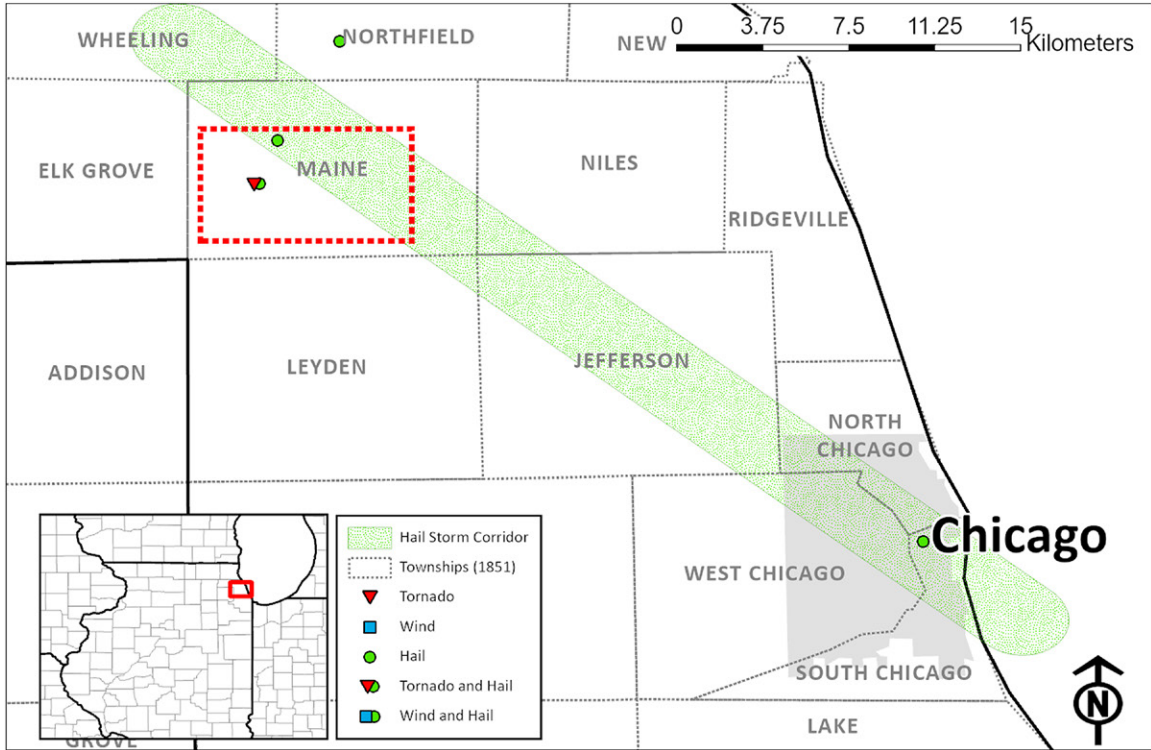 WHEELING
NORTHFIELD
NEW
0 3.75 7.5 11.25 15
Kilometers
ELK GROVE
MAINE
NILES
RIDGEVILLE
ADDISON
LEYDEN
JEFFERSON
NORTH
CHICAGO
Chicago
WEST CHICAGO
SOUTH CHICAGO
LAKE
GROVE
Hail Storm Corridor
Townships (1851)
Tornado
Wind
Hail
Tornado and Hail
Wind and Hail
N